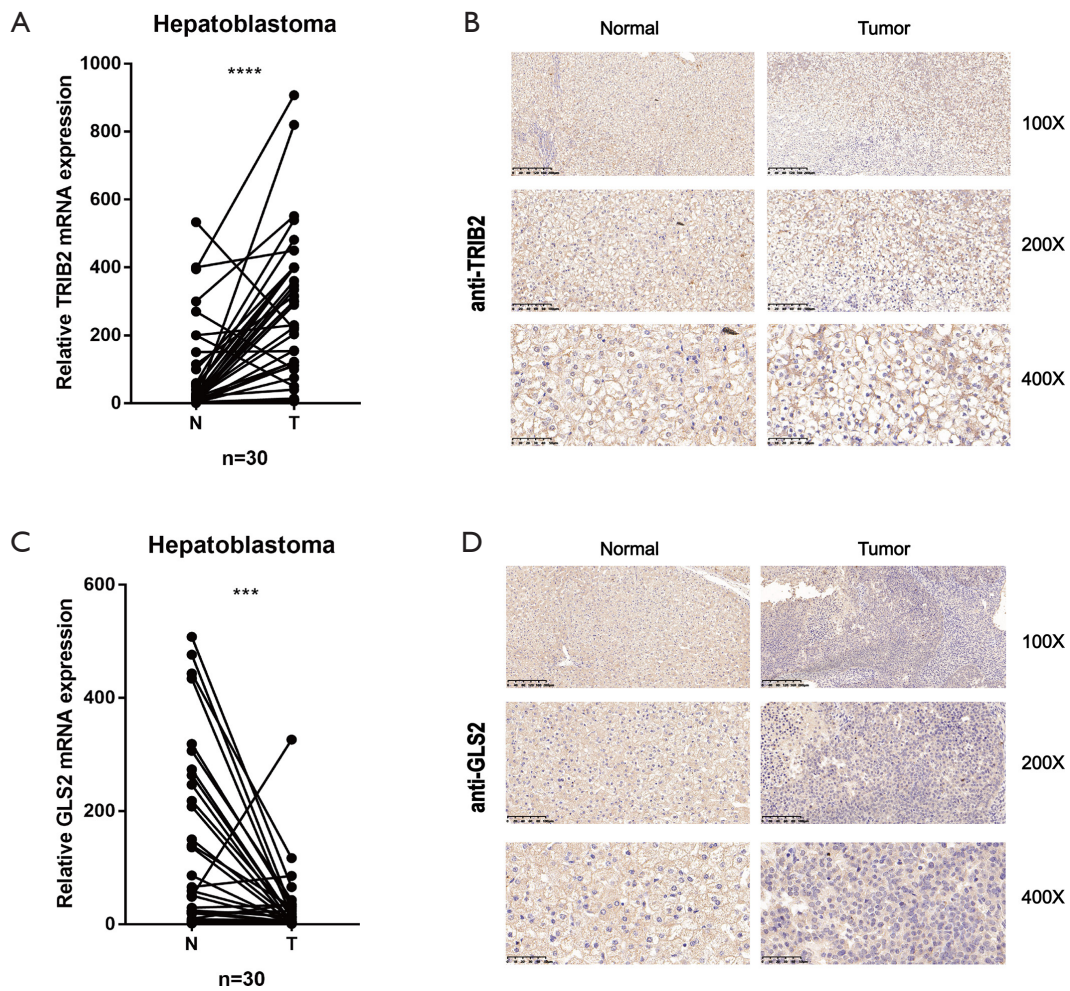 A
Hepatoblastoma
****
Relative TRIB2 mRNA expression
1000
800
600
400
200
0
N T
n=30
B
Normal Tumor
anti-TRIB2
100X
200X
400X
C
Hepatoblastoma
***
Relative GLS2 mRNA expression
600
400
200
0
N T
n=30
D
Normal Tumor
anti-GLS2
100X
200X
400X